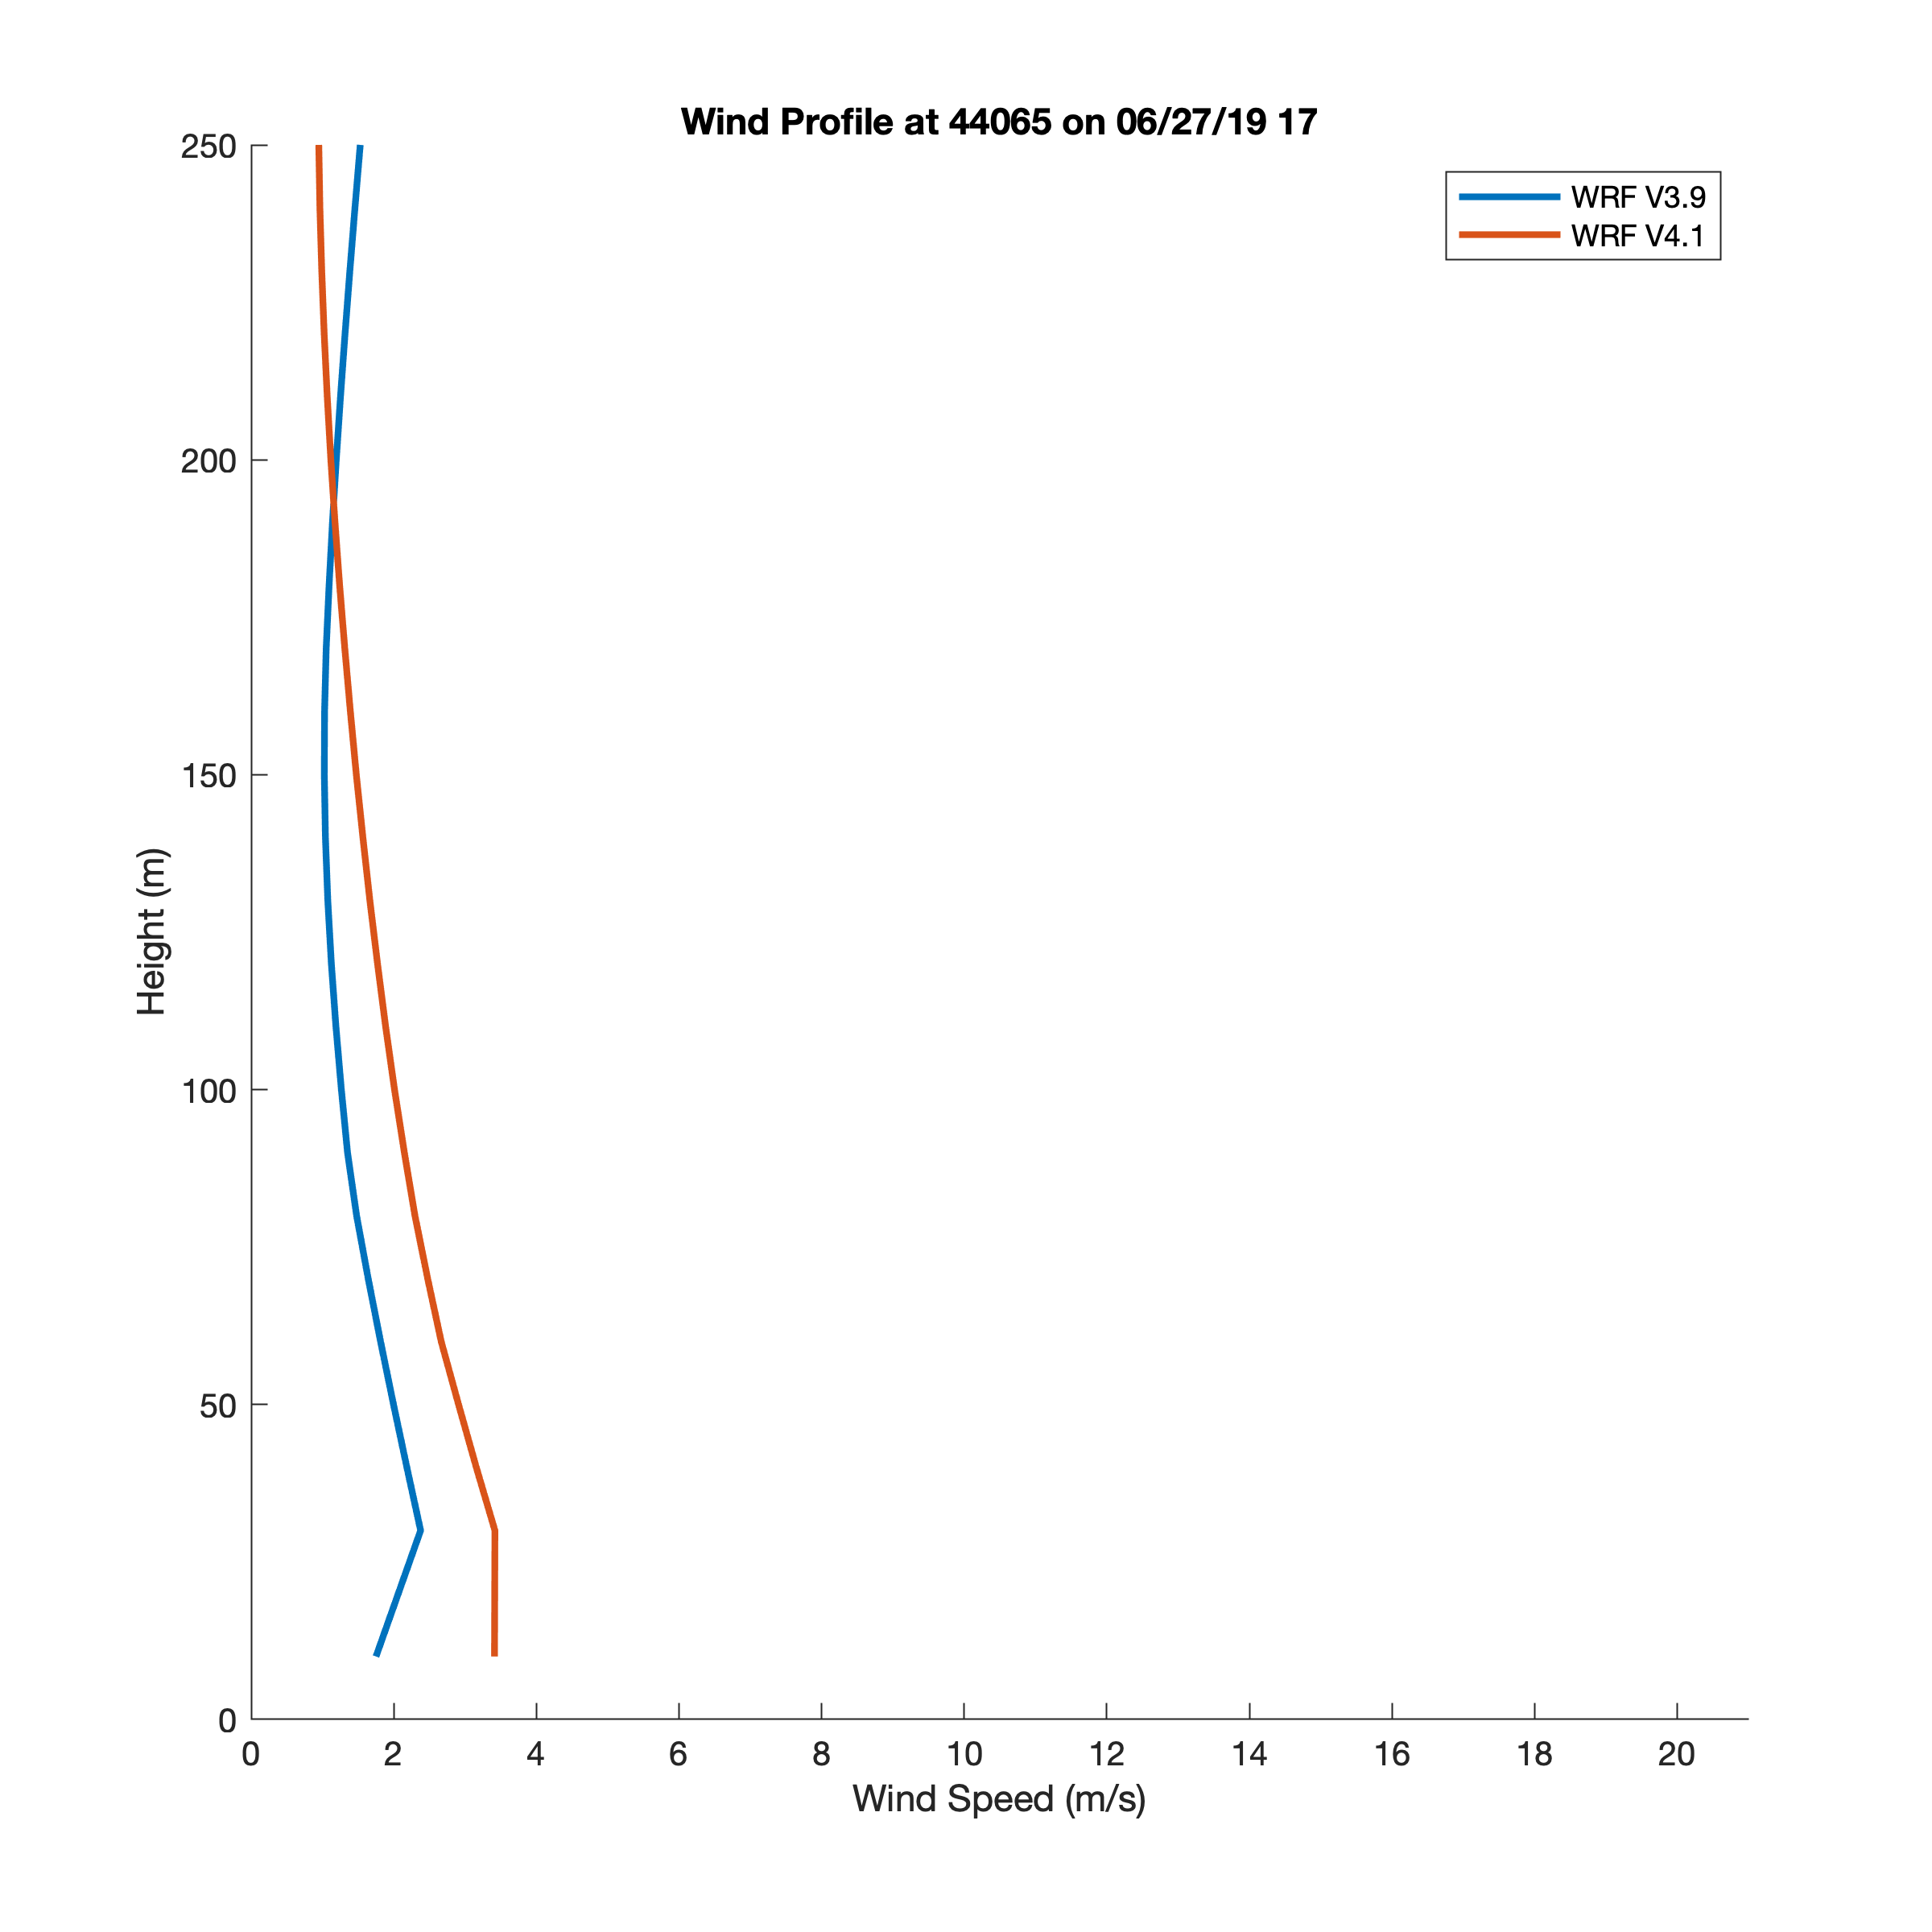 Wind Profile at 44065 on 06/27/19 17
WRF V3.9
WRF V4.1
250
200
150
100
50
0
Height (m)
0 2 4 6 8 10 12 14 16 18 20
Wind Speed (m/s)